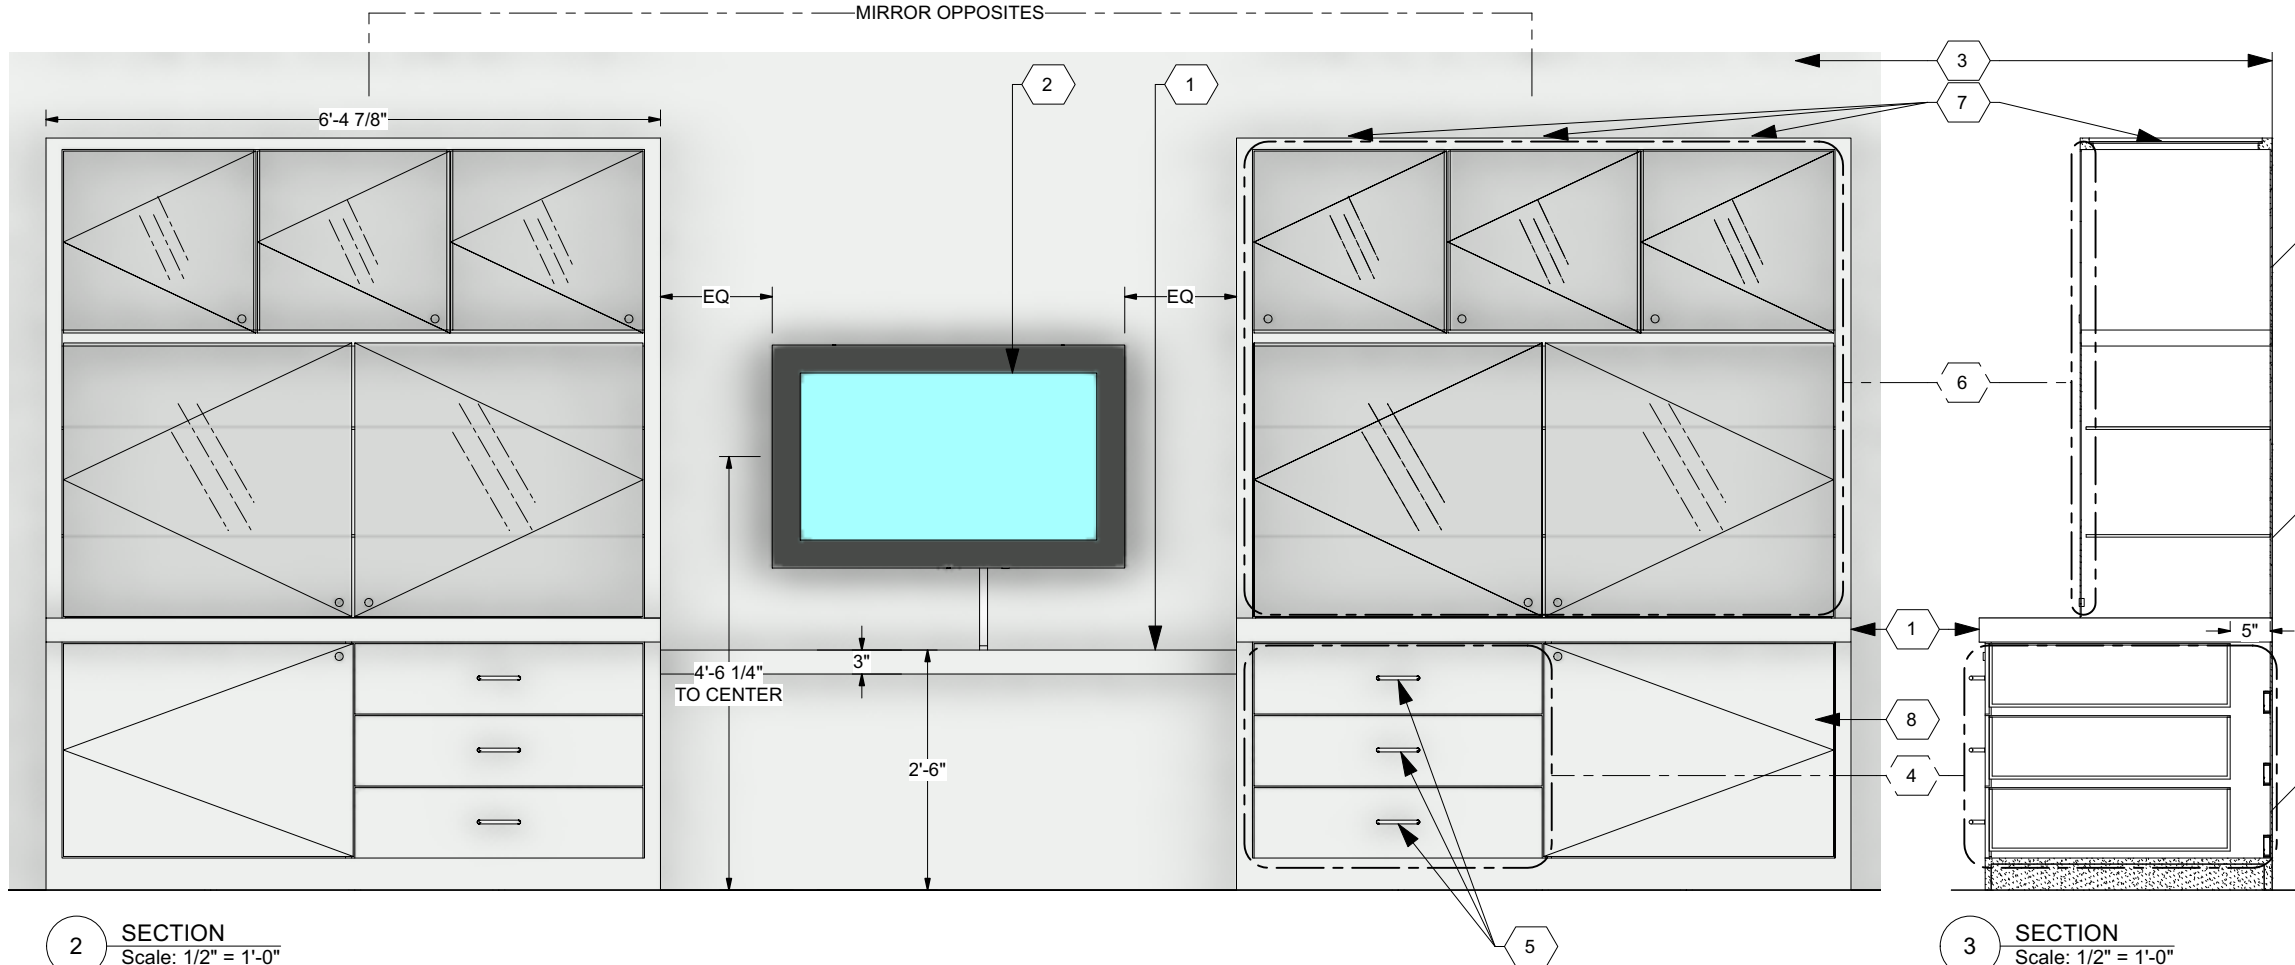 MIRROR OPPOSITES
3
2
1
7
6'-4 7/8"
EQ
EQ
6
1
5"
3"
4'-6 1/4"
TO CENTER
8
2'-6"
4
5
2
SECTION
Scale: 1/2" = 1'-0"
3
SECTION
Scale: 1/2" = 1'-0"